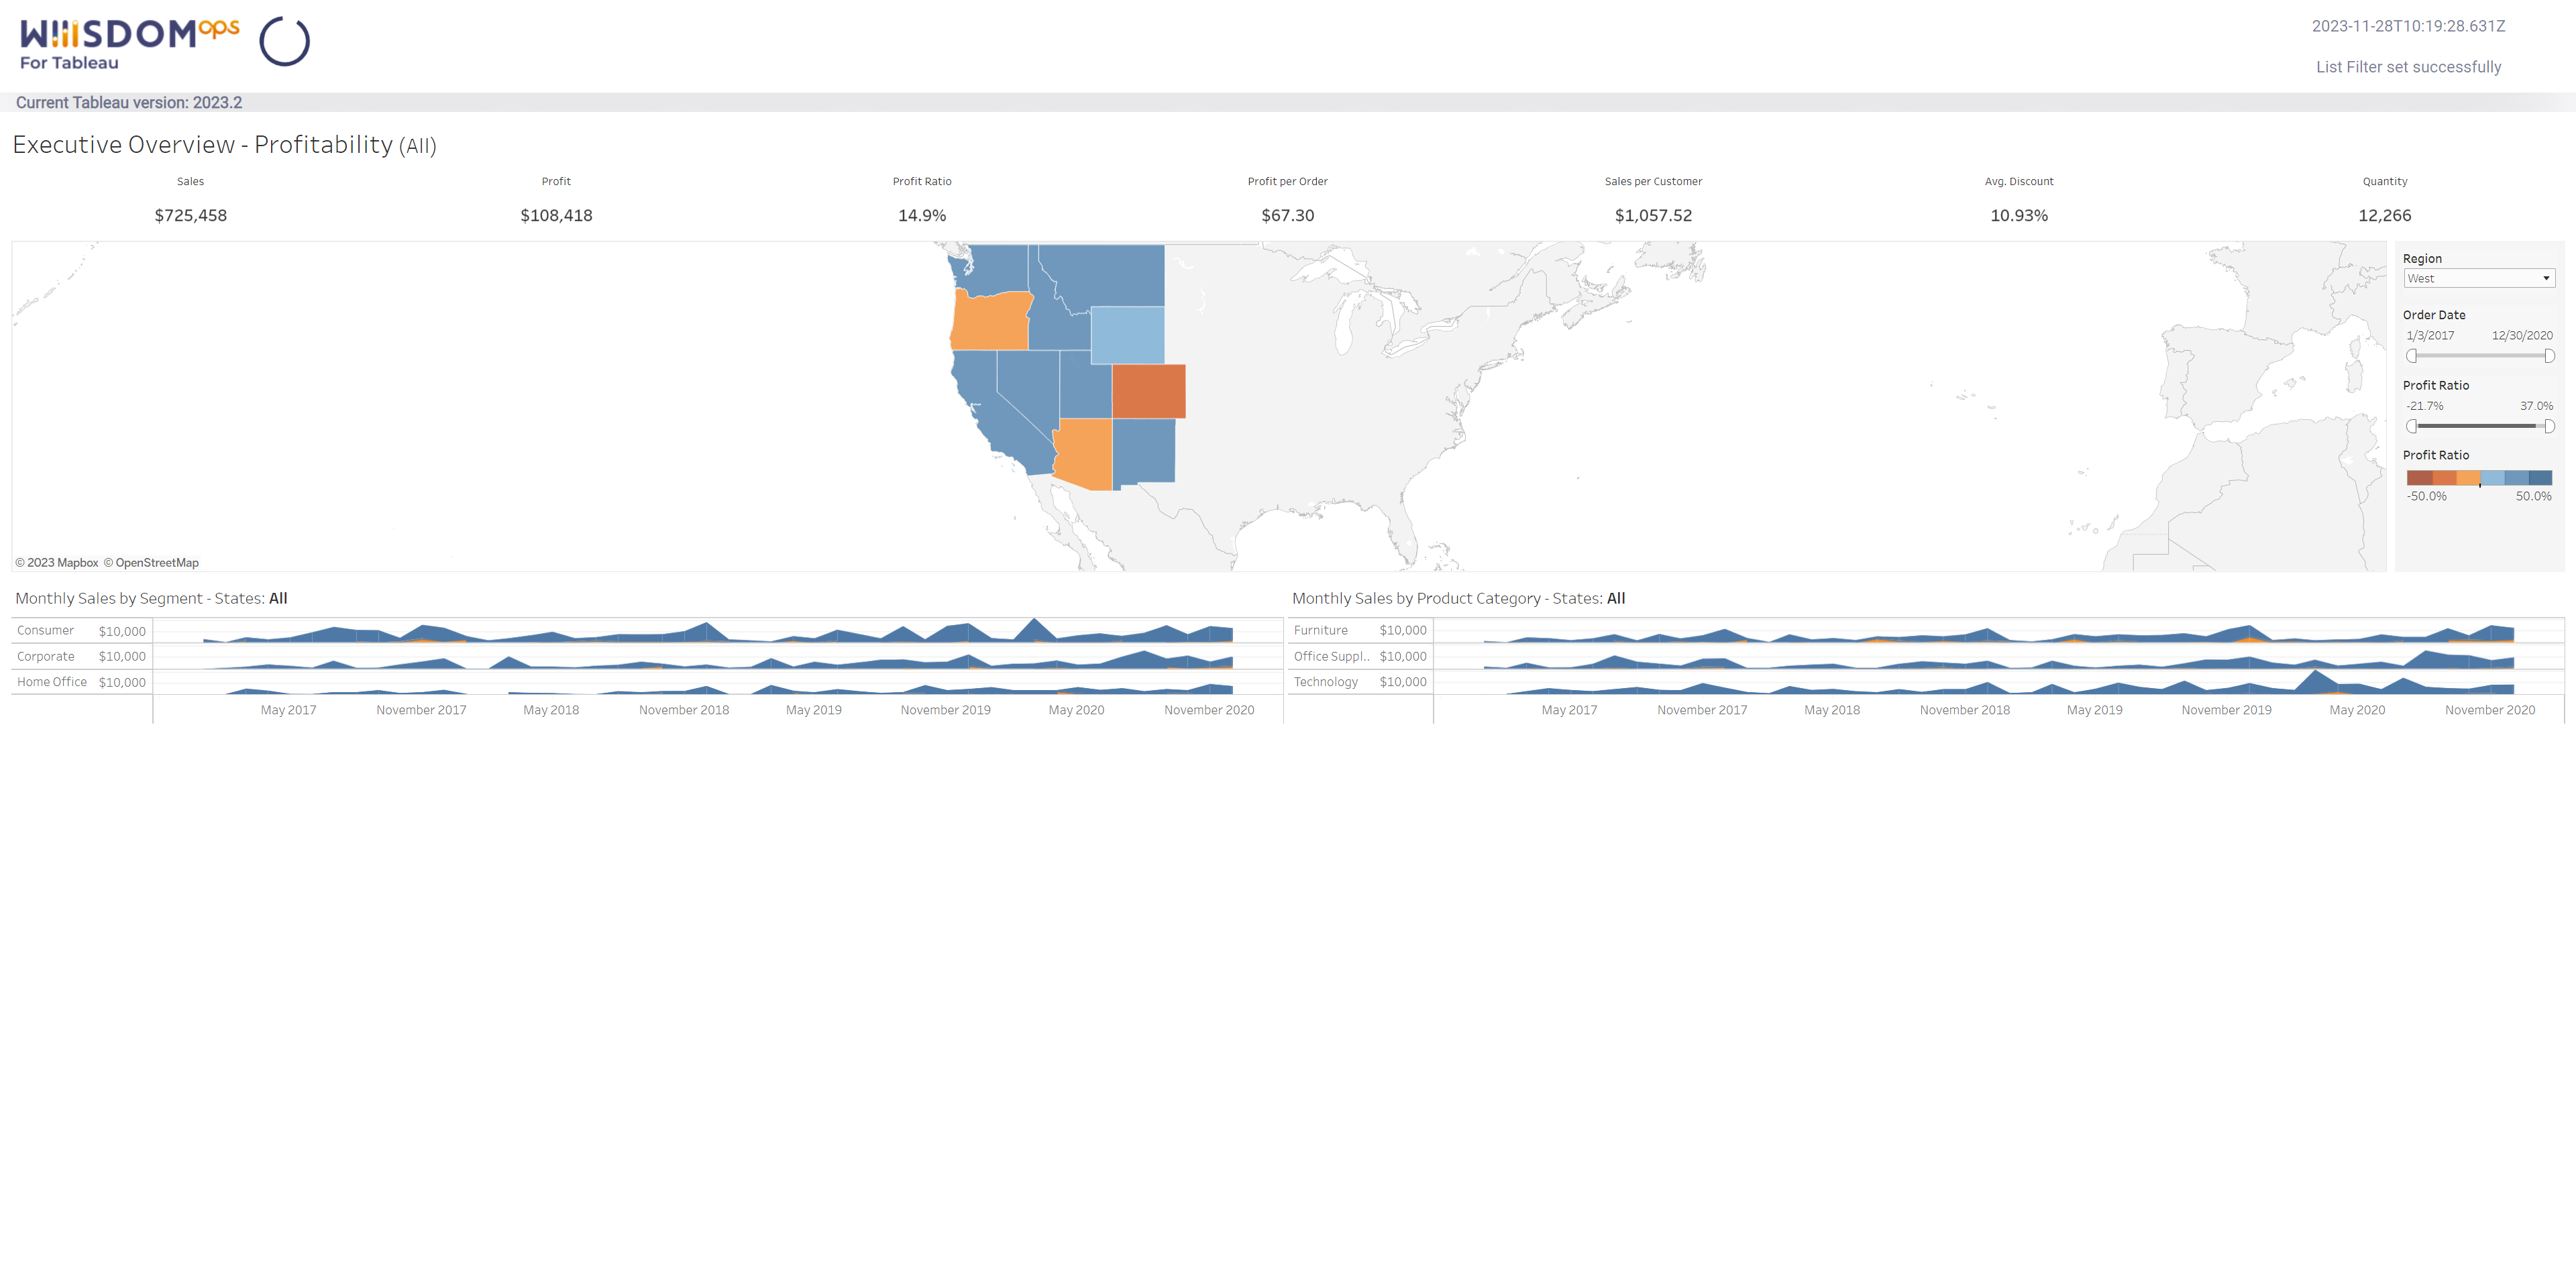 WIIISDOMops
For Tableau
2023-11-28T10:19:28.631Z
List Filter set successfully
Current Tableau version: 2023.2
Executive Overview - Profitability (All)
Sales Profit Profit Ratio Profit per Order Sales per Customer Avg. Discount Quantity
$725,458 $108,418 14.9% $67.30 $1,057.52 10.93% 12,266
Region
West
Order Date
1/3/2017 12/30/2020
Profit Ratio
-21.7% 37.0%
Profit Ratio
-50.0% 50.0%
© 2023 Mapbox © OpenStreetMap
Monthly Sales by Segment - States: All
Consumer $10,000
Corporate $10,000
Home Office $10,000
May 2017 November 2017 May 2018 November 2018 May 2019 November 2019 May 2020 November 2020
Monthly Sales by Product Category - States: All
Furniture $10,000
Office Suppl.. $10,000
Technology $10,000
May 2017 November 2017 May 2018 November 2018 May 2019 November 2019 May 2020 November 2020